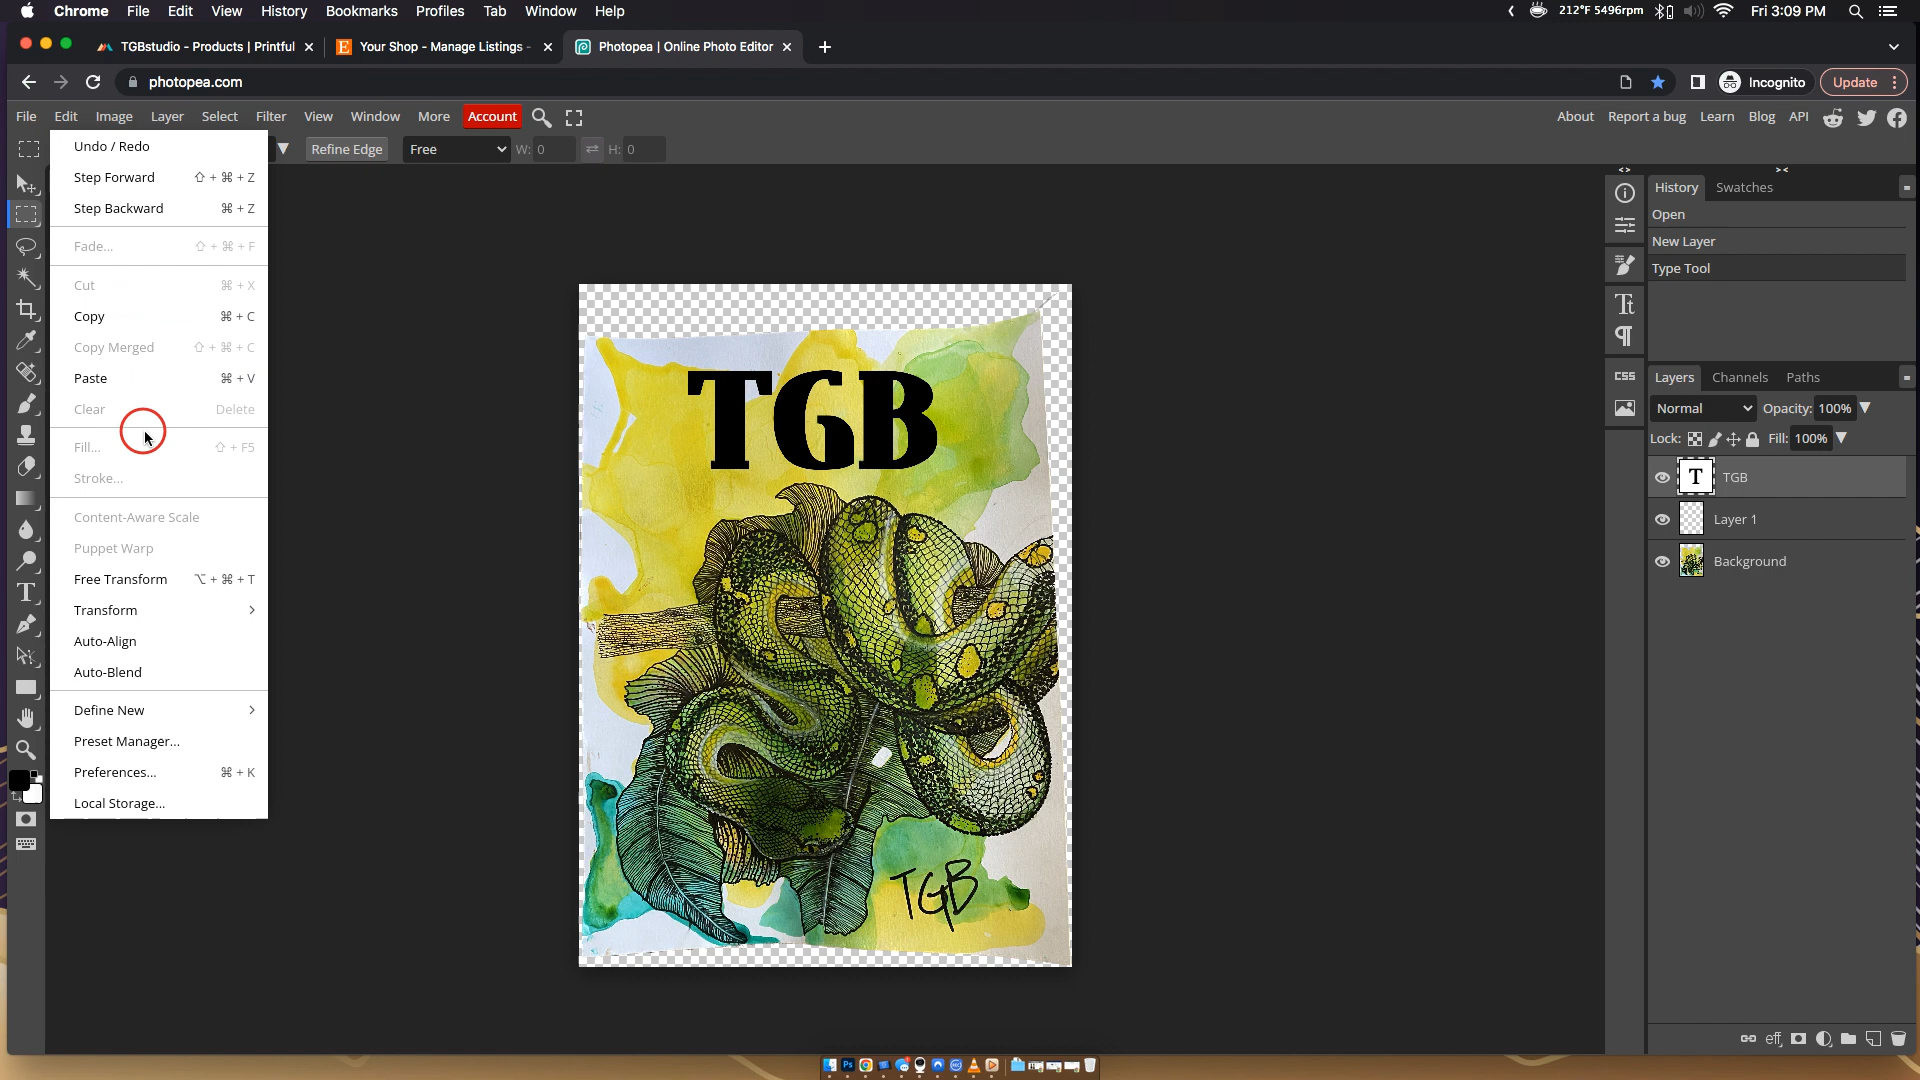 Chrome File Edit View History Bookmarks Profiles Tab Window Help 212°F 5496rpm Fri 3:09 PM
TGBstudio - Products | Printful Your Shop - Manage Listings - Photopea | Online Photo Editor
photopea.com Incognito Update
File Edit Image Layer Select Filter View Window More Account About Report a bug Learn Blog API
Refine Edge Free W: 0 H: 0
Undo / Redo
Step Forward ⇧ + ⌘ + Z
Step Backward ⌘ + Z
Fade... ⇧ + ⌘ + F
Cut ⌘ + X
Copy ⌘ + C
Copy Merged ⇧ + ⌘ + C
Paste ⌘ + V
Clear Delete
Fill... ⇧ + F5
Stroke...
Content-Aware Scale
Puppet Warp
Free Transform ⌥ + ⌘ + T
Transform
Auto-Align
Auto-Blend
Define New
Preset Manager...
Preferences... ⌘ + K
Local Storage...
TGB
TGB
History Swatches
Open
New Layer
Type Tool
CSS
Layers Channels Paths
Normal Opacity: 100%
Lock: Fill: 100%
T TGB
Layer 1
Background
eff